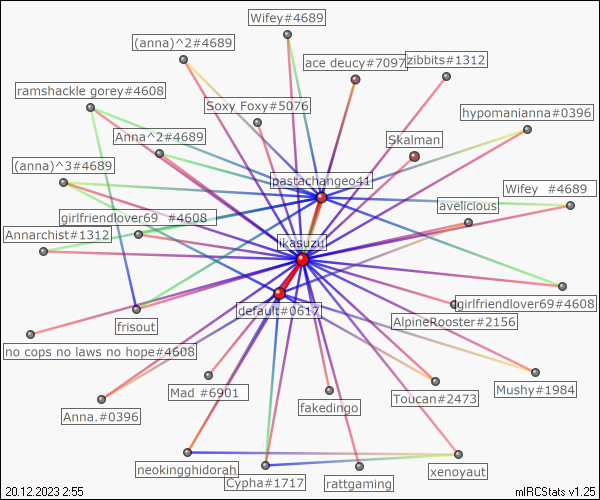 Wifey#4689
(anna)^2#4689
ace deucy#7097
zibbits#1312
ramshackle gorey#4608
Soxy Foxy#5076
hypomanianna#0396
Anna^2#4689
Skalman
(anna)^3#4689
pastachangeo41
Wifey  #4689
girlfriendlover69  #4608
avelicious
Annarchist#1312
ikasuzu
default#0617
girlfriendlover69#4608
frisout
AlpineRooster#2156
no cops no laws no hope#4608
Mad #6901
Toucan#2473
Mushy#1984
Anna.#0396
fakedingo
neokingghidorah
xenoyaut
Cypha#1717
rattgaming
20.12.2023 2:55
mIRCStats v1.25